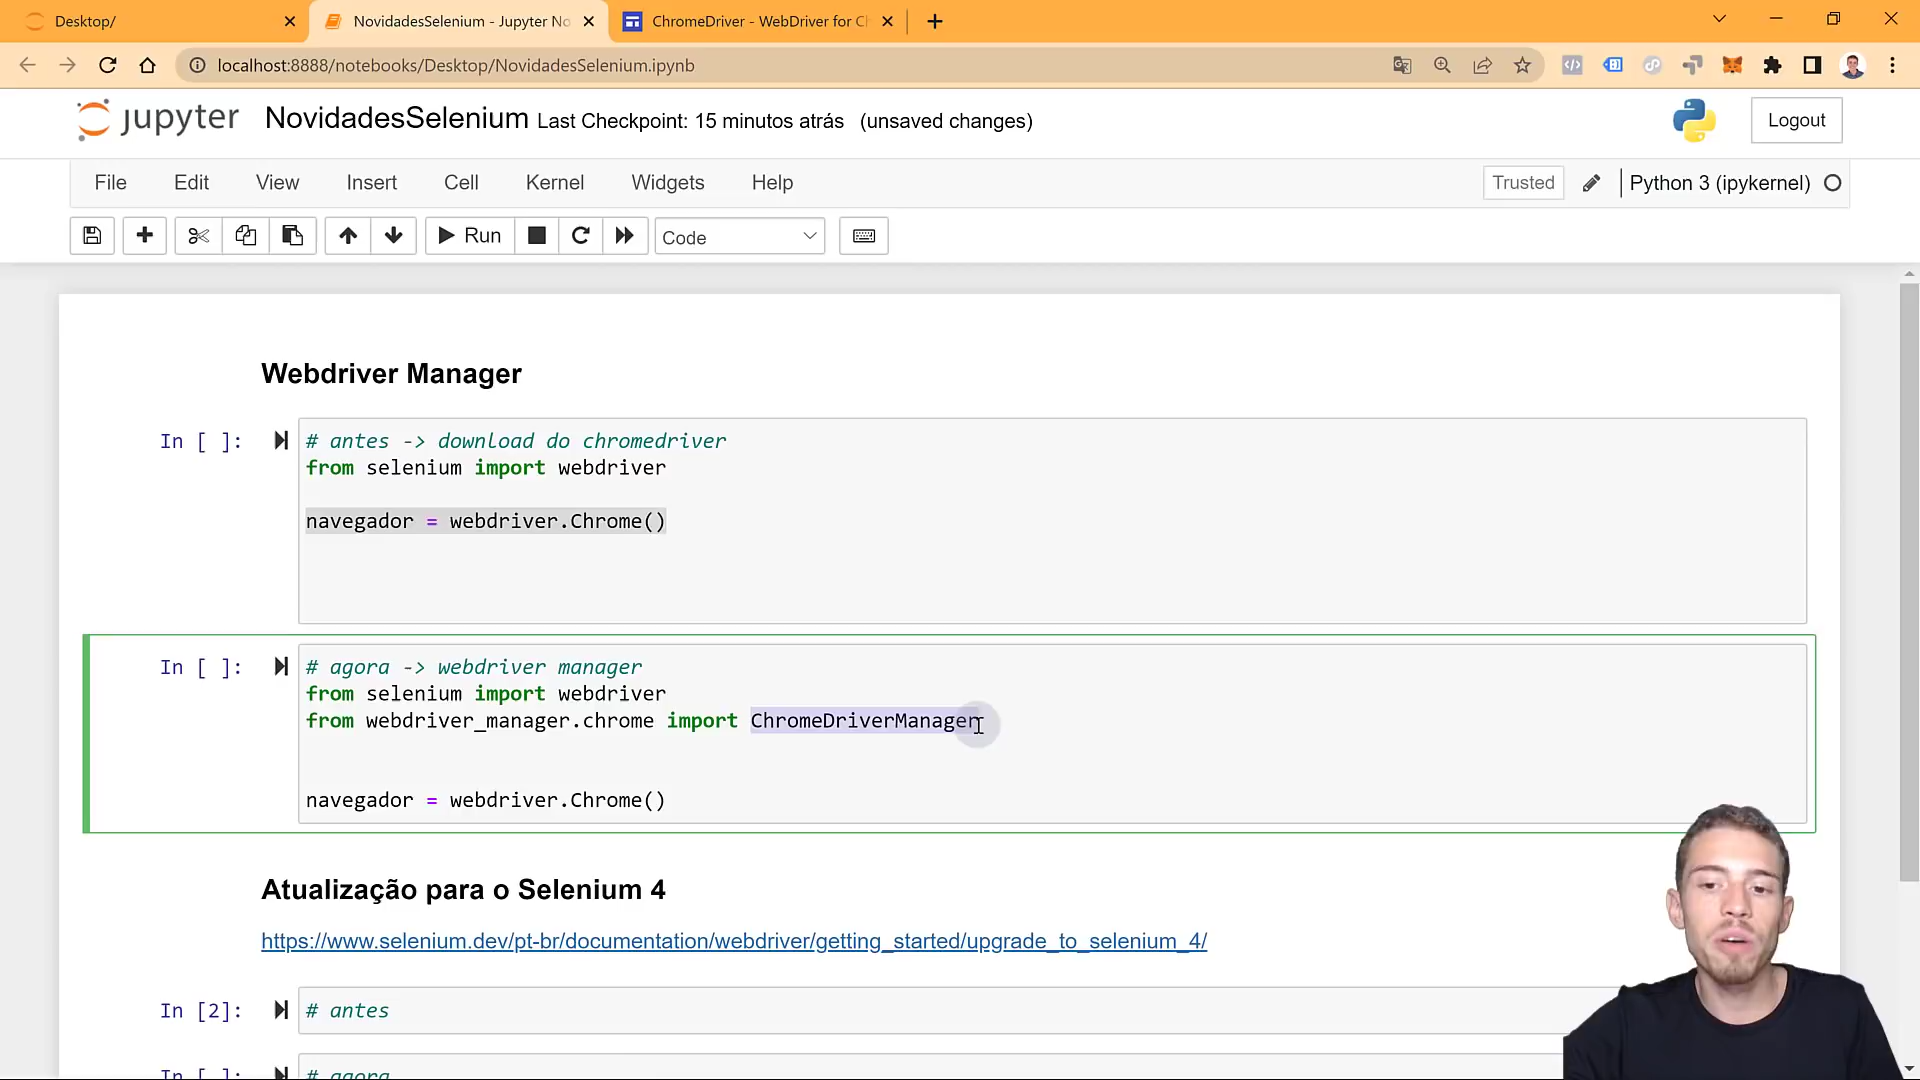 Desktop/
NovidadesSelenium - Jupyter No
ChromeDriver - WebDriver for Ch
localhost:8888/notebooks/Desktop/NovidadesSelenium.ipynb
jupyter NovidadesSelenium Last Checkpoint: 15 minutos atrás (unsaved changes)
Logout
File Edit View Insert Cell Kernel Widgets Help
Trusted
Python 3 (ipykernel)
Run
Code
Webdriver Manager
In [ ]:
# antes -> download do chromedriver
from selenium import webdriver
navegador = webdriver.Chrome()
In [ ]:
# agora -> webdriver manager
from selenium import webdriver
from webdriver_manager.chrome import ChromeDriverManager
navegador = webdriver.Chrome()
Atualização para o Selenium 4
https://www.selenium.dev/pt-br/documentation/webdriver/getting_started/upgrade_to_selenium_4/
In [2]:
# antes
In [ ]:
# agora